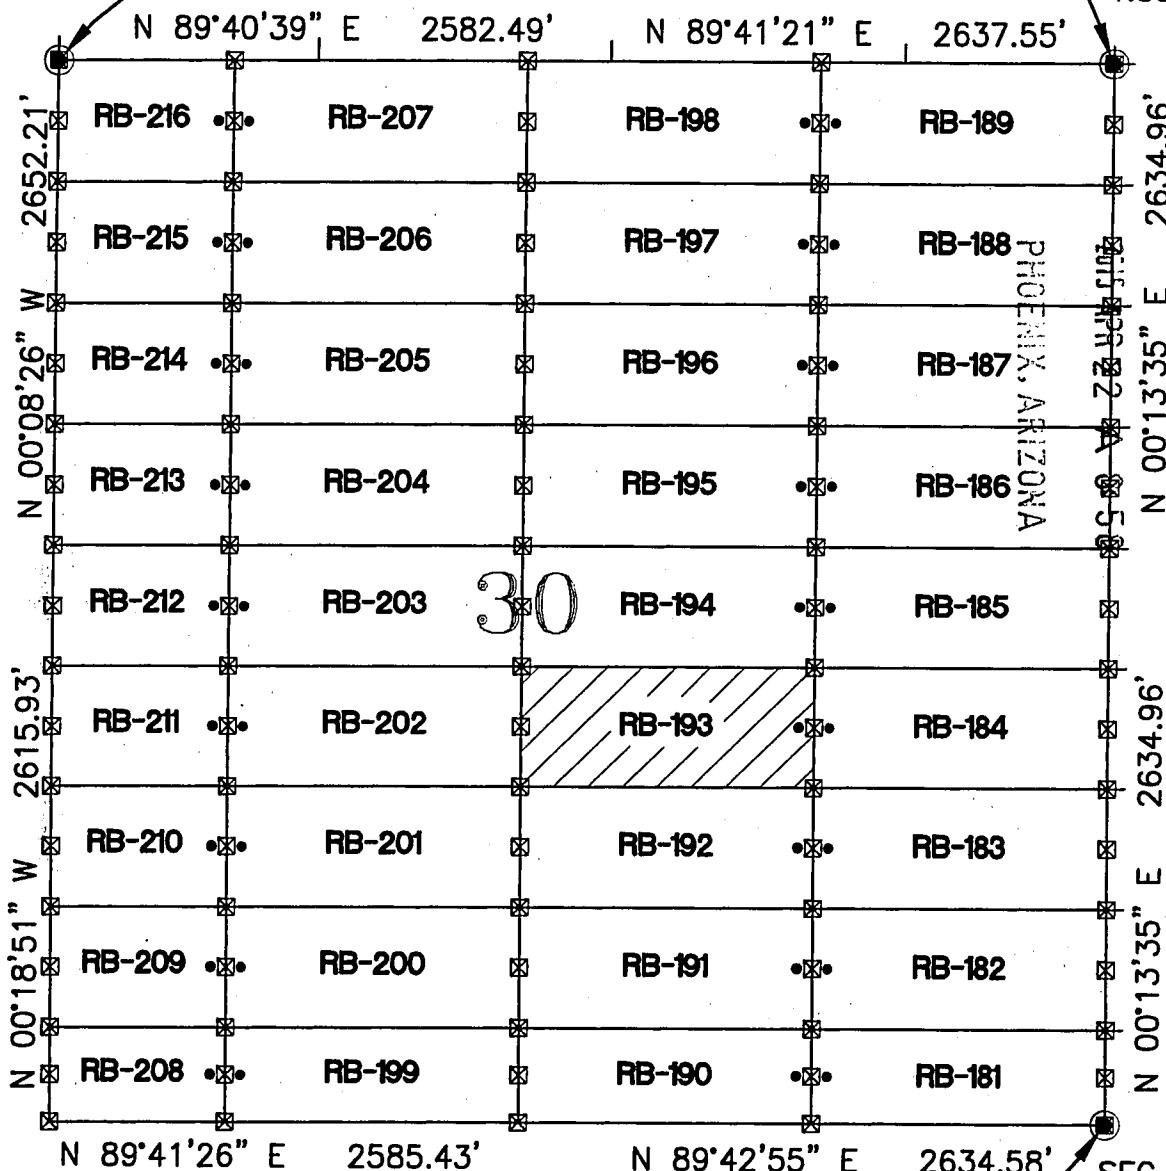 N 89°40'39" E 2582.49' N 89°41'21" E 2637.55'
RB-216 RB-207 RB-198 RB-189
RB-215 RB-206 RB-197 RB-188
RB-214 RB-205 RB-196 RB-187
RB-213 RB-204 RB-195 RB-186
RB-212 RB-203 RB-194 RB-185
30
RB-211 RB-202 RB-193 RB-184
RB-210 RB-201 RB-192 RB-183
RB-209 RB-200 RB-191 RB-182
RB-208 RB-199 RB-190 RB-181
N 89°41'26" E 2585.43' N 89°42'55" E 2634.58'
N 00°08'26" W 2652.21'
N 00°18'51" W 2615.93'
N 00°13'35" E 2634.96'
N 00°13'35" E 2634.96'
PHOENIX, ARIZONA
APR 22 A
SEC